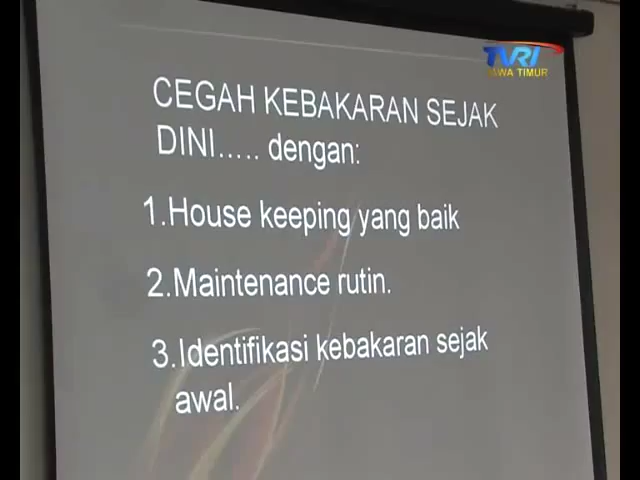 TVRI
JAWA TIMUR
CEGAH KEBAKARAN SEJAK
DINI..... dengan:
1.House keeping yang baik
2.Maintenance rutin.
3.Identifikasi kebakaran sejak
awal.